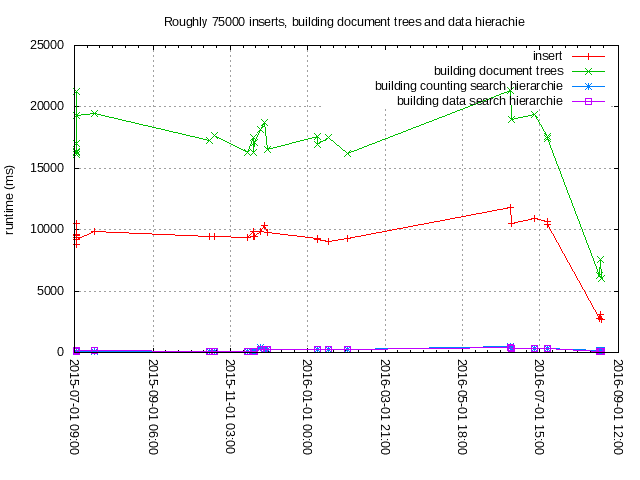 Roughly 75000 inserts, building document trees and data hierachie
insert
building document trees
building counting search hierarchie
building data search hierarchie
runtime (ms)
25000
20000
15000
10000
5000
0
2015-07-01 09:00
2015-09-01 06:00
2015-11-01 03:00
2016-01-01 00:00
2016-03-01 21:00
2016-05-01 18:00
2016-07-01 15:00
2016-09-01 12:00